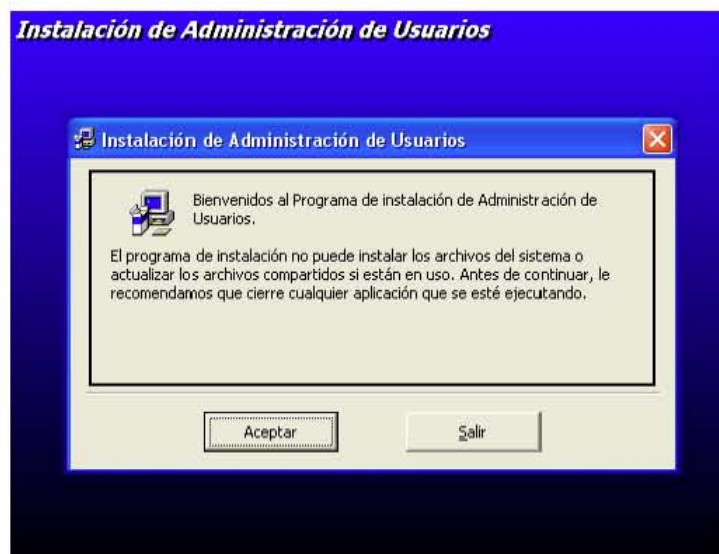 Instalación de Administración de Usuarios
Instalación de Administración de Usuarios
Bienvenidos al Programa de instalación de Administración de
Usuarios.
El programa de instalación no puede instalar los archivos del sistema o
actualizar los archivos compartidos si están en uso. Antes de continuar, le
recomendamos que cierre cualquier aplicación que se esté ejecutando.
Aceptar
Salir